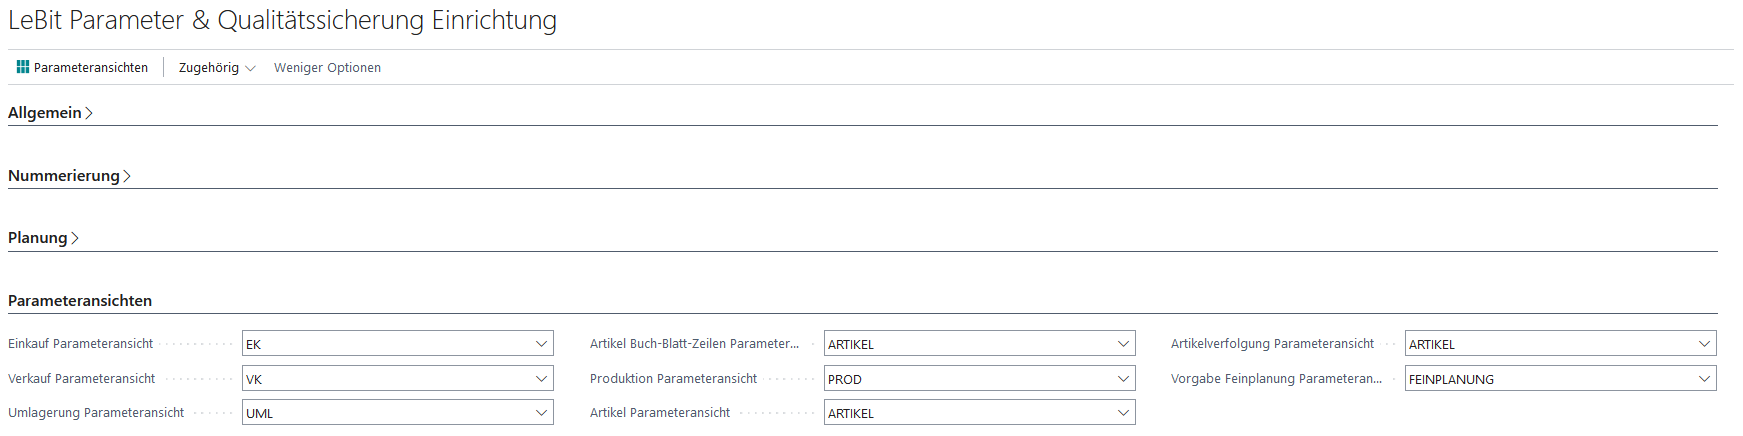 LeBit Parameter & Qualitätssicherung Einrichtung
Parameteransichten Zugehörig Weniger Optionen
Allgemein
Nummerierung
Planung
Parameteransichten
Einkauf Parameteransicht EK Artikel Buch-Blatt-Zeilen Parameter... ARTIKEL Artikelverfolgung Parameteransicht ARTIKEL
Verkauf Parameteransicht VK Produktion Parameteransicht PROD Vorgabe Feinplanung Parameteran... FEINPLANUNG
Umlagerung Parameteransicht UML Artikel Parameteransicht ARTIKEL